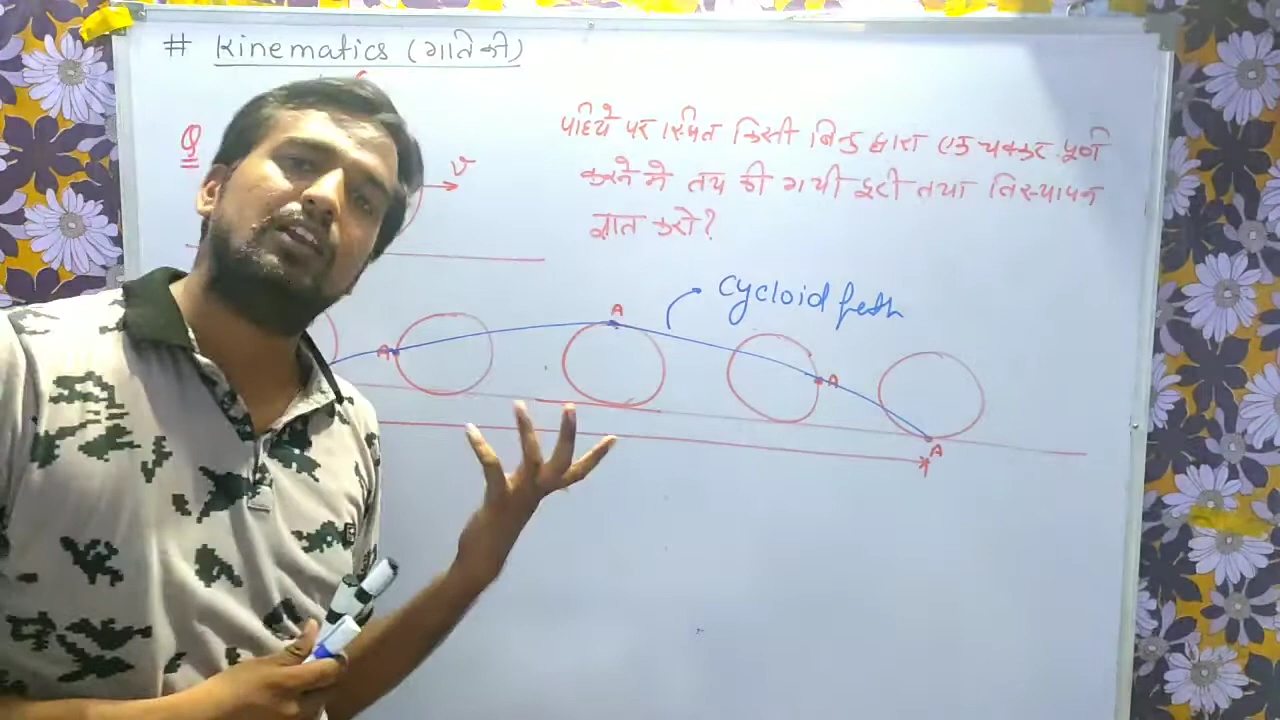 # Kinematics (गतिकी)
Q
v
पहिये पर स्थित किसी बिन्दु द्वारा एक चक्कर पूर्ण
करने में तय की गयी दूरी तथा विस्थापन
ज्ञात करो?
Cycloid path
A
A
A
A